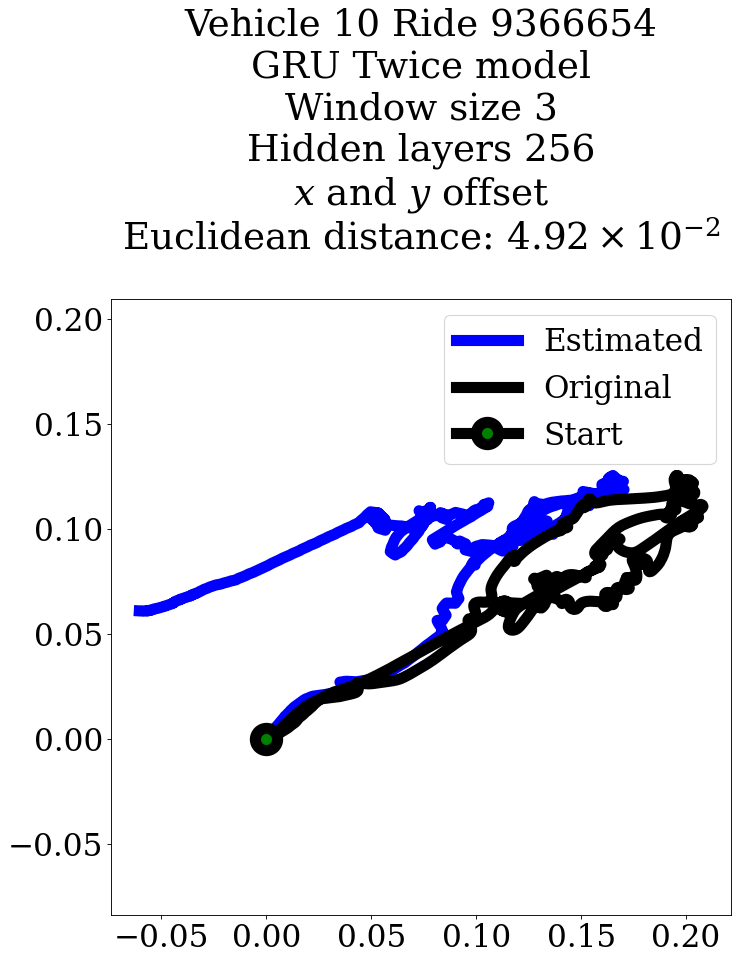 Vehicle 10 Ride 9366654
GRU Twice model
Window size 3
Hidden layers 256
x and y offset
Euclidean distance: 4.92 × 10⁻²
Estimated
Original
Start
0.20
0.15
0.10
0.05
0.00
−0.05
−0.05 0.00 0.05 0.10 0.15 0.20